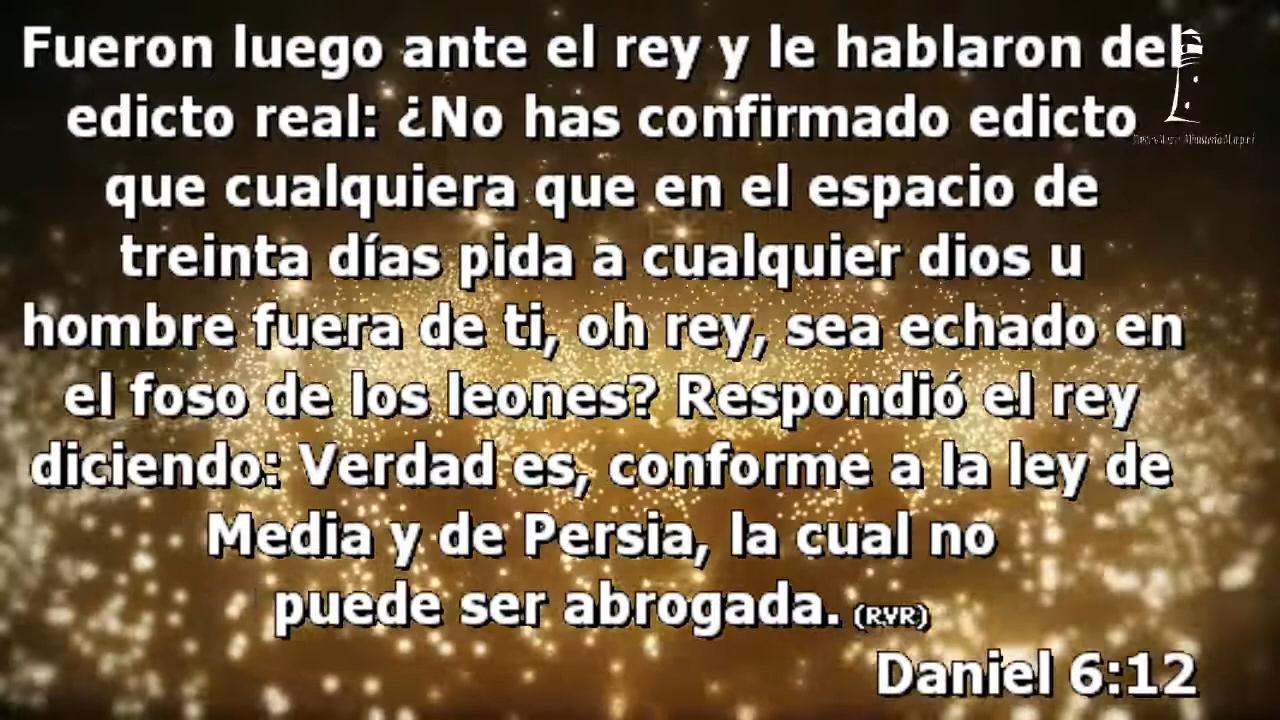 Fueron luego ante el rey y le hablaron del
edicto real: ¿No has confirmado edicto
que cualquiera que en el espacio de
treinta días pida a cualquier dios u
hombre fuera de ti, oh rey, sea echado en
el foso de los leones? Respondió el rey
diciendo: Verdad es, conforme a la ley de
Media y de Persia, la cual no
puede ser abrogada. (RVR)
Daniel 6:12